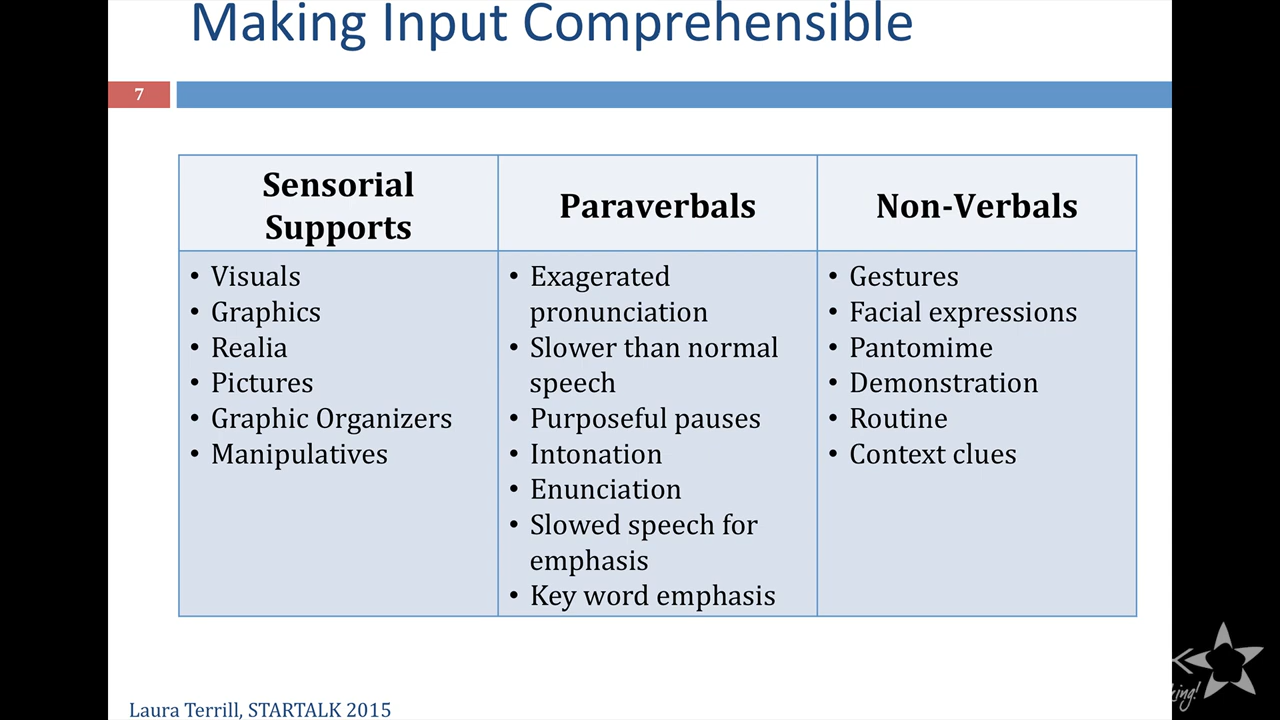 Making Input Comprehensible
7
Sensorial
Supports
Paraverbals
Non-Verbals
• Visuals
• Graphics
• Realia
• Pictures
• Graphic Organizers
• Manipulatives
• Exagerated
pronunciation
• Slower than normal
speech
• Purposeful pauses
• Intonation
• Enunciation
• Slowed speech for
emphasis
• Key word emphasis
• Gestures
• Facial expressions
• Pantomime
• Demonstration
• Routine
• Context clues
Laura Terrill, STARTALK 2015